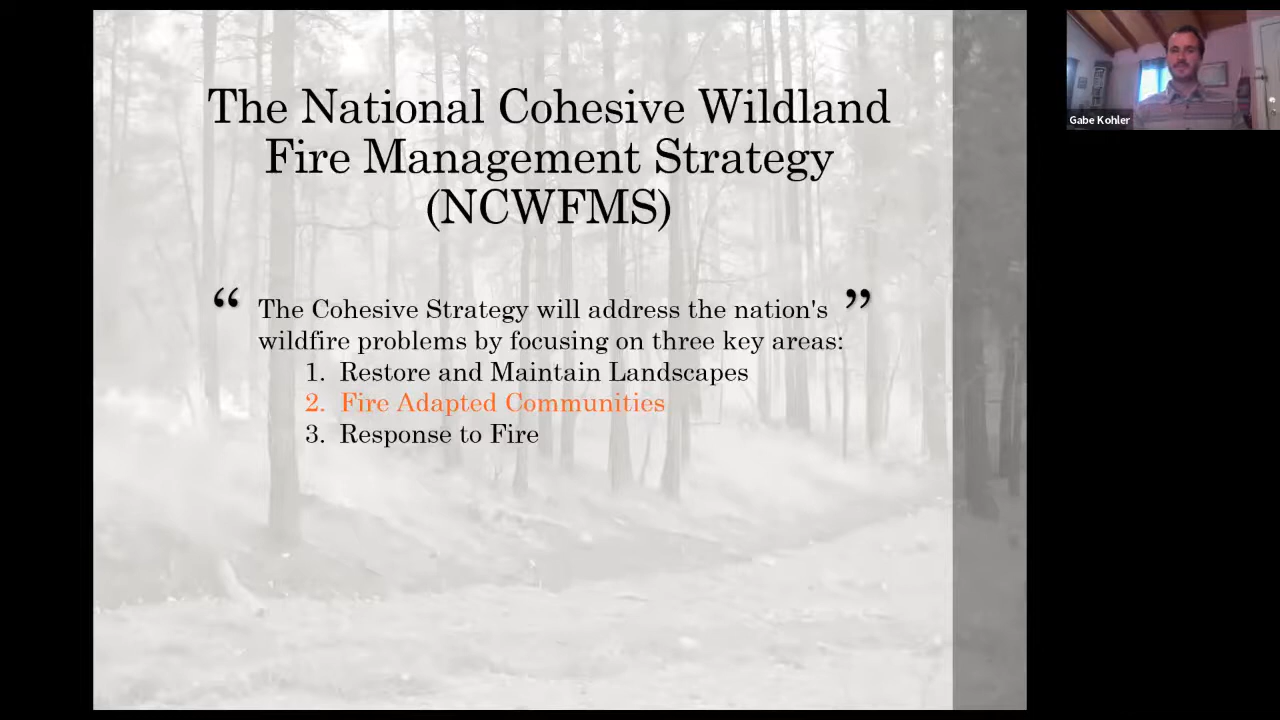 The National Cohesive Wildland
Fire Management Strategy
(NCWFMS)
“ The Cohesive Strategy will address the nation's ”
wildfire problems by focusing on three key areas:
1. Restore and Maintain Landscapes
2. Fire Adapted Communities
3. Response to Fire
Gabe Kohler